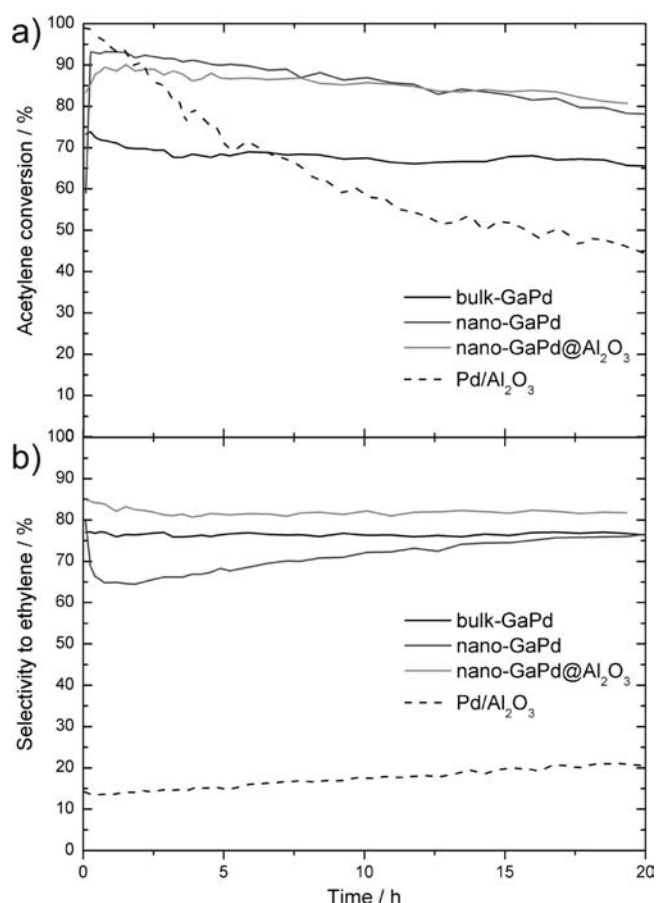 a)
Acetylene conversion / %
100
90
80
70
60
50
40
30
20
10
bulk-GaPd
nano-GaPd
nano-GaPd@Al₂O₃
Pd/Al₂O₃
b)
Selectivity to ethylene / %
100
90
80
70
60
50
40
30
20
10
0
bulk-GaPd
nano-GaPd
nano-GaPd@Al₂O₃
Pd/Al₂O₃
0 5 10 15 20
Time / h